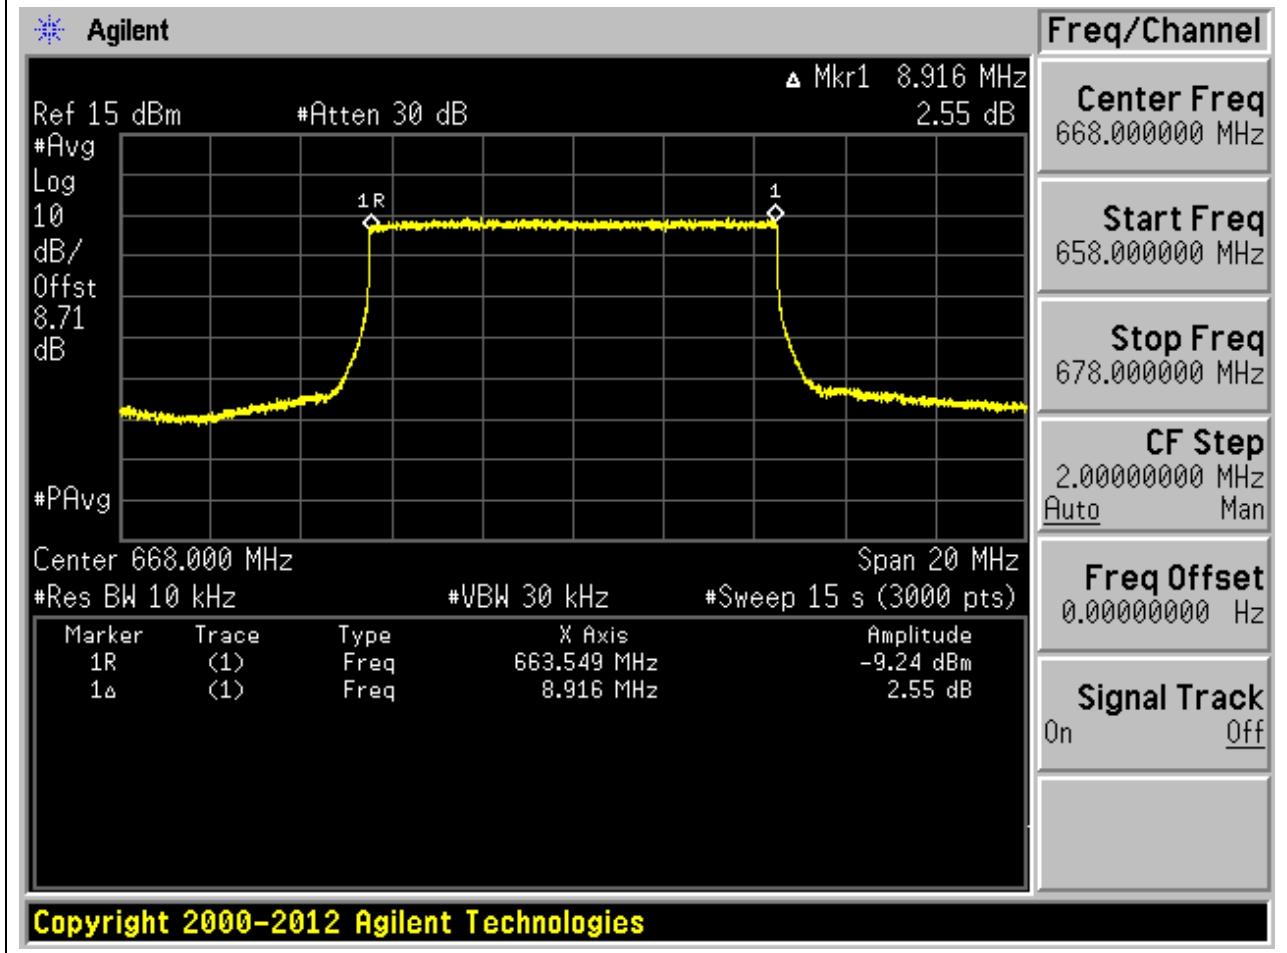 Agilent
Freq/Channel
Δ Mkr1 8.916 MHz
Ref 15 dBm #Atten 30 dB 2.55 dB
#Avg
Log
10
dB/
Offst
8.71
dB
1R
1
#PAvg
Center 668.000 MHz Span 20 MHz
#Res BW 10 kHz #VBW 30 kHz #Sweep 15 s (3000 pts)
Marker Trace Type X Axis Amplitude
1R (1) Freq 663.549 MHz -9.24 dBm
1Δ (1) Freq 8.916 MHz 2.55 dB
Center Freq
668.000000 MHz
Start Freq
658.000000 MHz
Stop Freq
678.000000 MHz
CF Step
2.00000000 MHz
Auto Man
Freq Offset
0.00000000 Hz
Signal Track
On Off
Copyright 2000-2012 Agilent Technologies